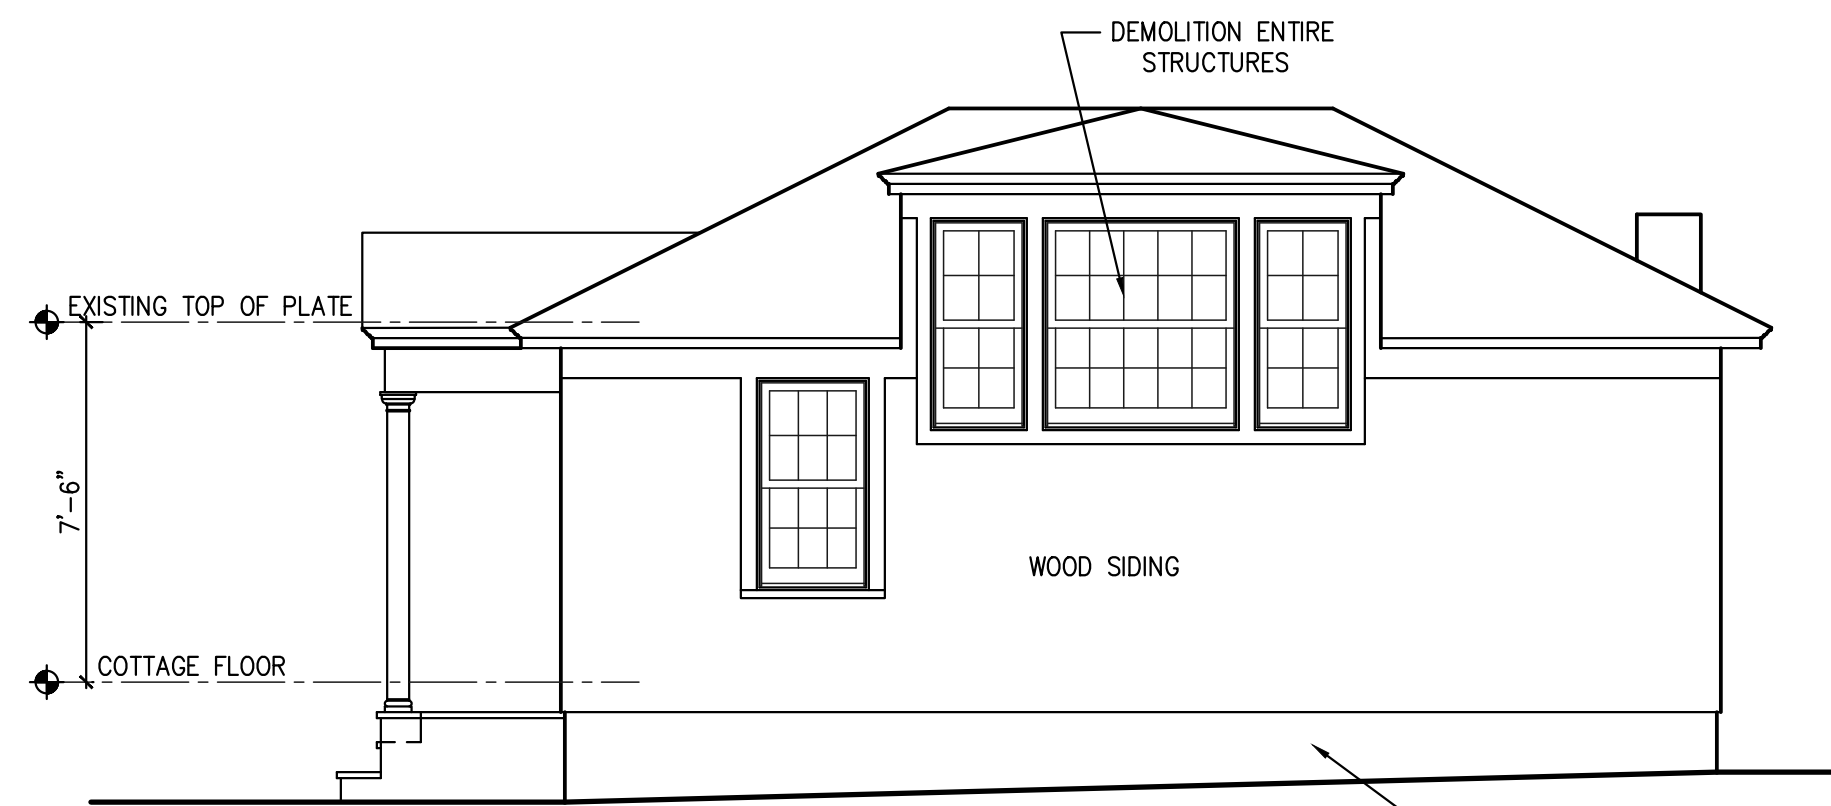 DEMOLITION ENTIRE
STRUCTURES
EXISTING TOP OF PLATE
7'-6"
WOOD SIDING
COTTAGE FLOOR